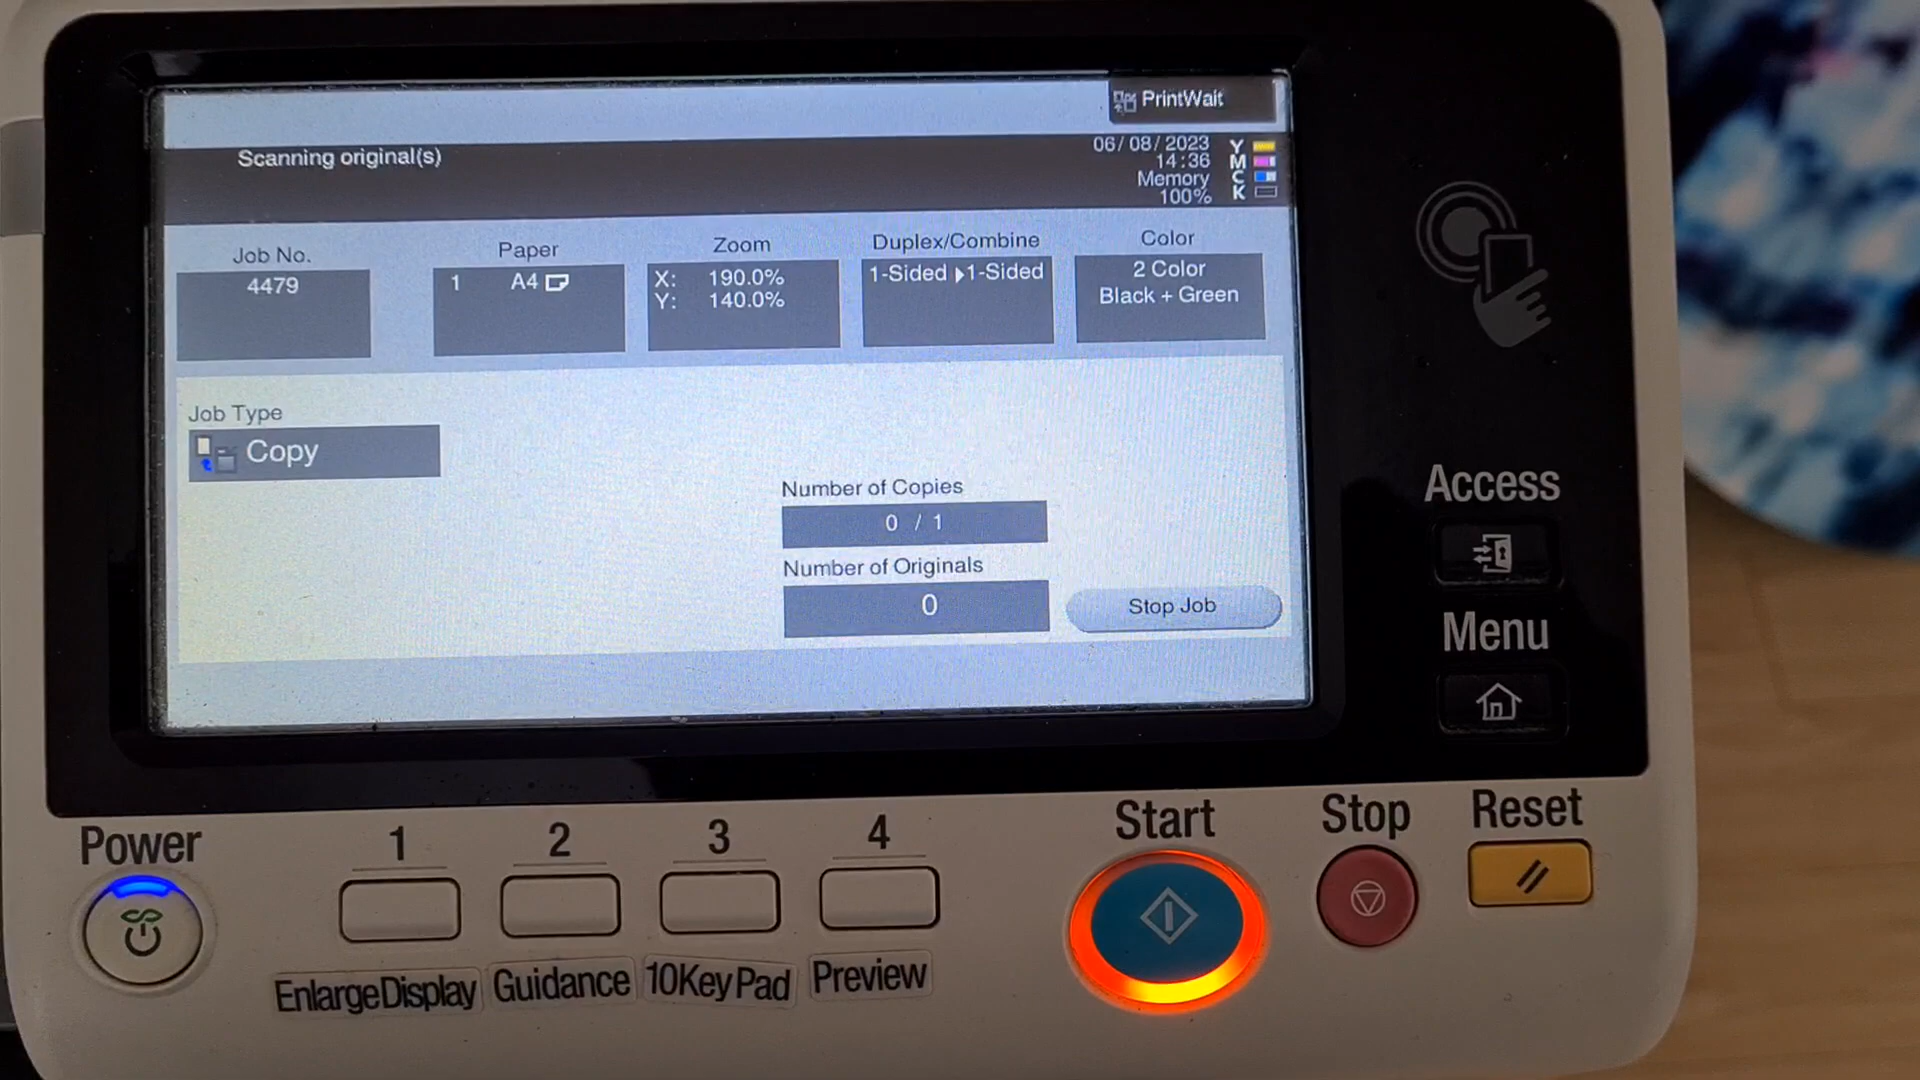 PrintWait
Scanning original(s)
06/08/2023
14:36
Memory
100%
Y
M
C
K
Job No.
4479
Paper
1 A4
Zoom
X: 190.0%
Y: 140.0%
Duplex/Combine
1-Sided 1-Sided
Color
2 Color
Black + Green
Job Type
Copy
Number of Copies
0 / 1
Number of Originals
0
Stop Job
Access
Menu
Power
1
2
3
4
Start
Stop
Reset
EnlargeDisplay
Guidance
10KeyPad
Preview